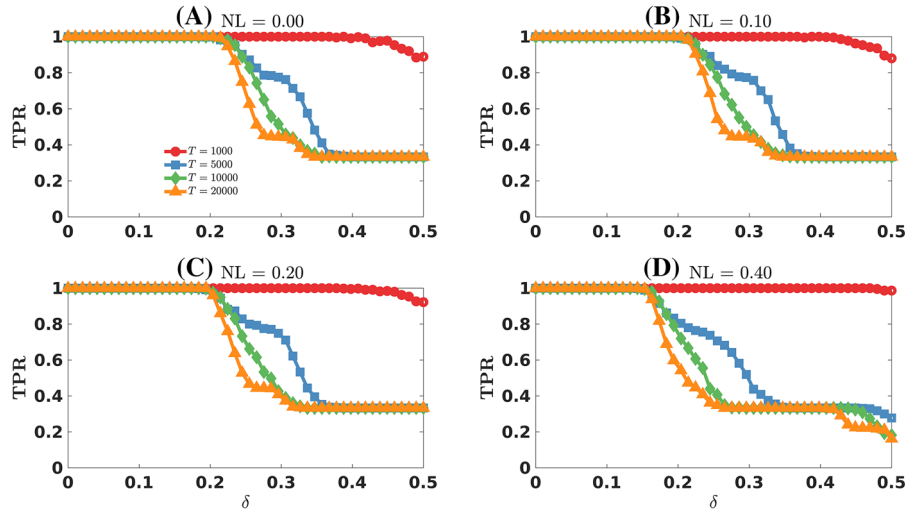 (A) NL = 0.00
TPR
1
0.8
0.6
0.4
0.2
0
T = 1000
T = 5000
T = 10000
T = 20000
0 0.1 0.2 0.3 0.4 0.5
(B) NL = 0.10
TPR
1
0.8
0.6
0.4
0.2
0
0 0.1 0.2 0.3 0.4 0.5
(C) NL = 0.20
TPR
1
0.8
0.6
0.4
0.2
0
0 0.1 0.2 0.3 0.4 0.5
δ
(D) NL = 0.40
TPR
1
0.8
0.6
0.4
0.2
0
0 0.1 0.2 0.3 0.4 0.5
δ